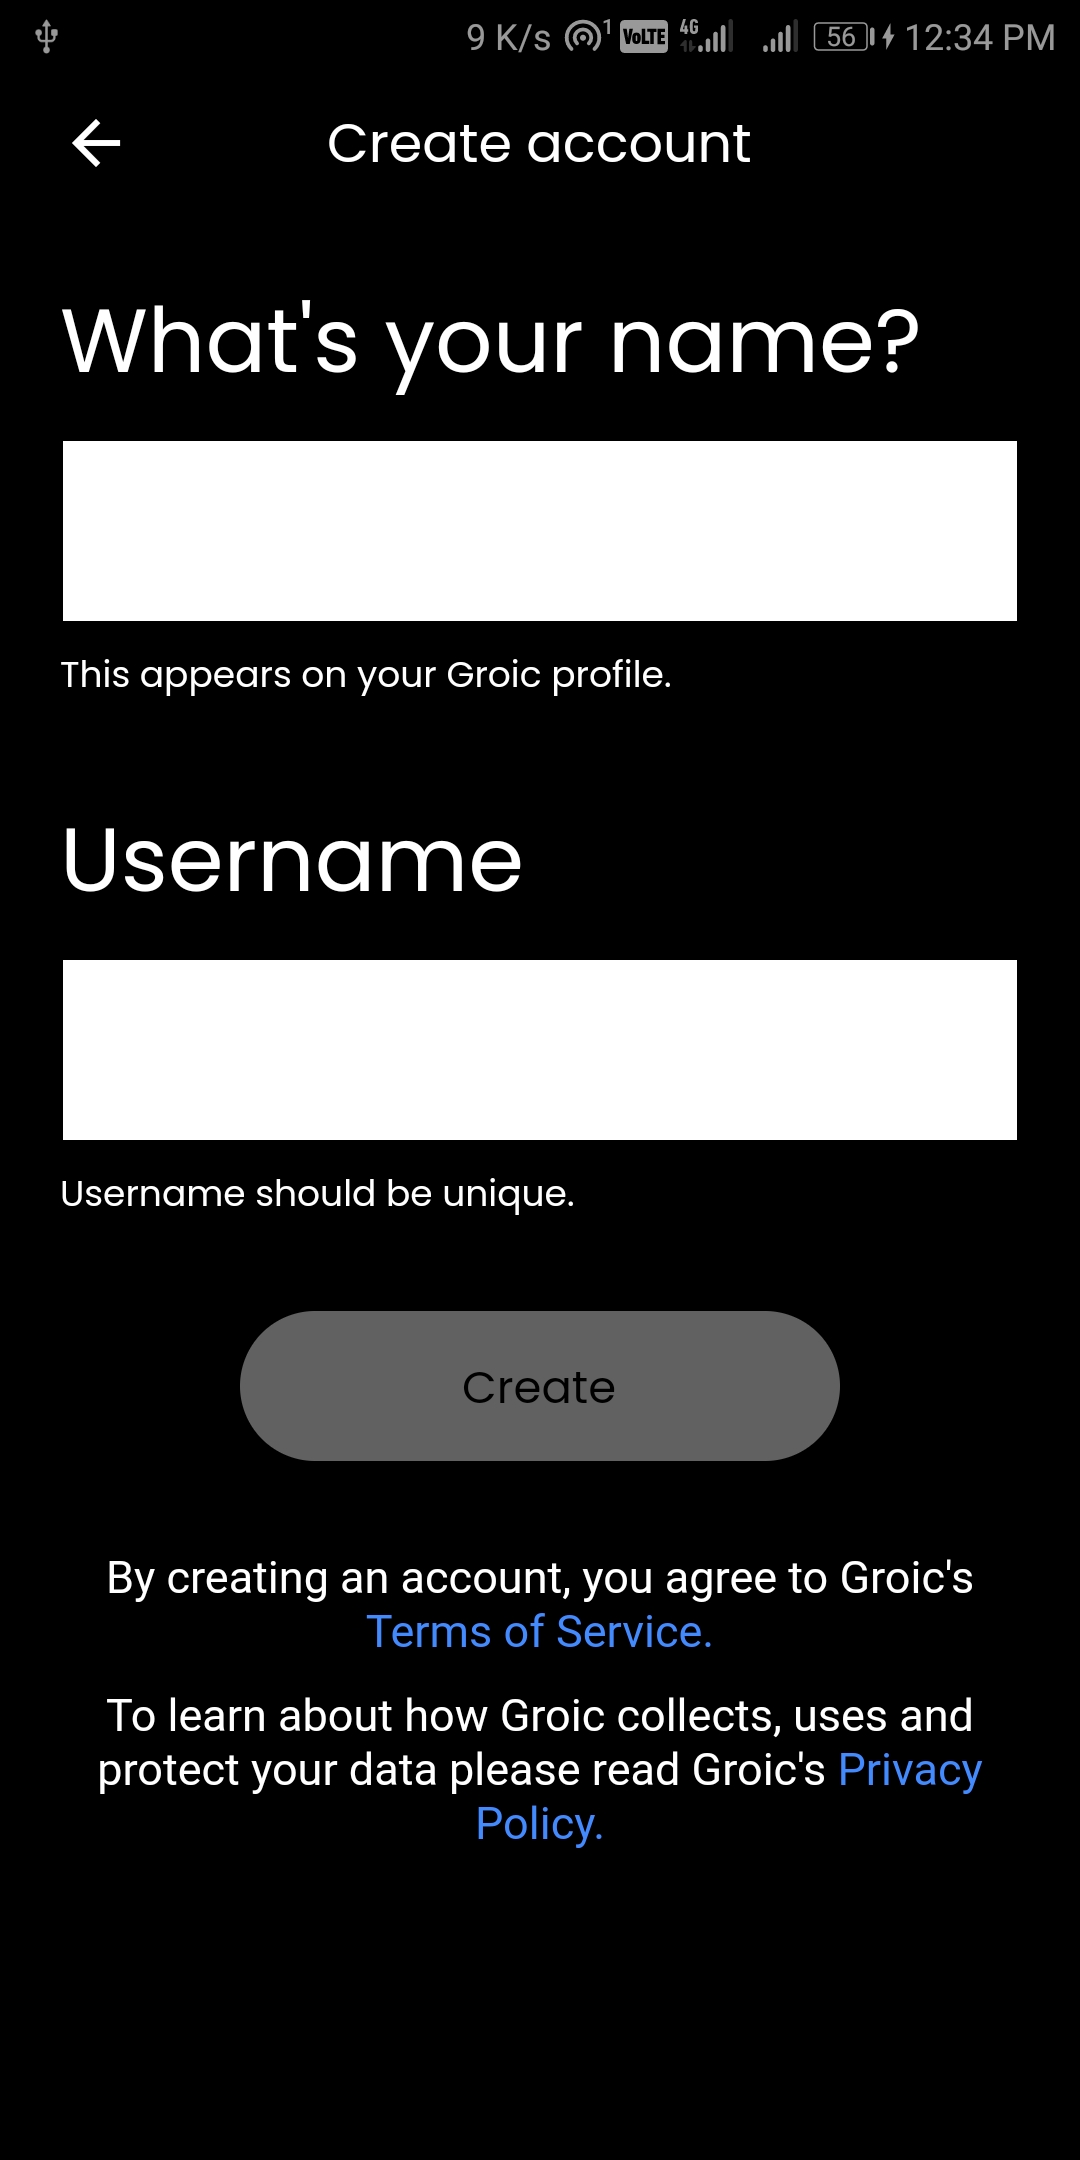 9 K/s 1 VoLTE 4G 56 12:34 PM
Create account
What's your name?
This appears on your Groic profile.
Username
Username should be unique.
Create
By creating an account, you agree to Groic's
Terms of Service.
To learn about how Groic collects, uses and
protect your data please read Groic's Privacy
Policy.